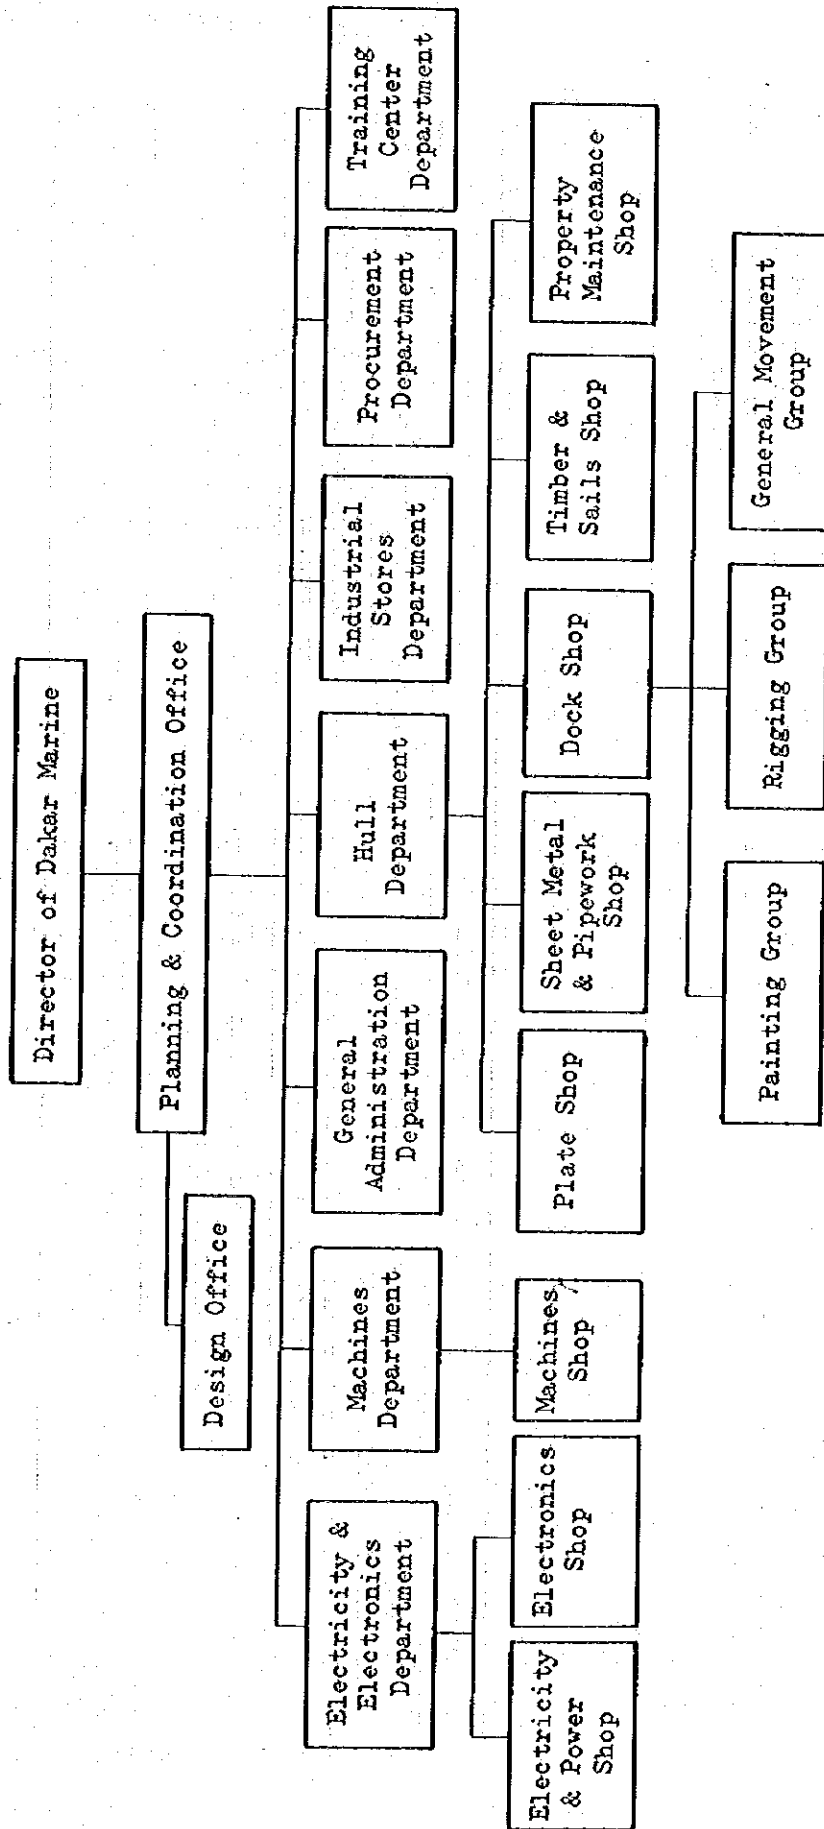 Director of Dakar Marine
Planning & Coordination Office
Design Office
Electricity &
Electronics
Department
Machines
Department
General
Administration
Department
Hull
Department
Industrial
Stores
Department
Procurement
Department
Training
Center
Department
Electricity
& Power
Shop
Electronics
Shop
Machines
Shop
Plate Shop
Sheet Metal
& Pipework
Shop
Dock Shop
Timber &
Sails Shop
Property
Maintenance
Shop
Painting Group
Rigging Group
General Movement
Group